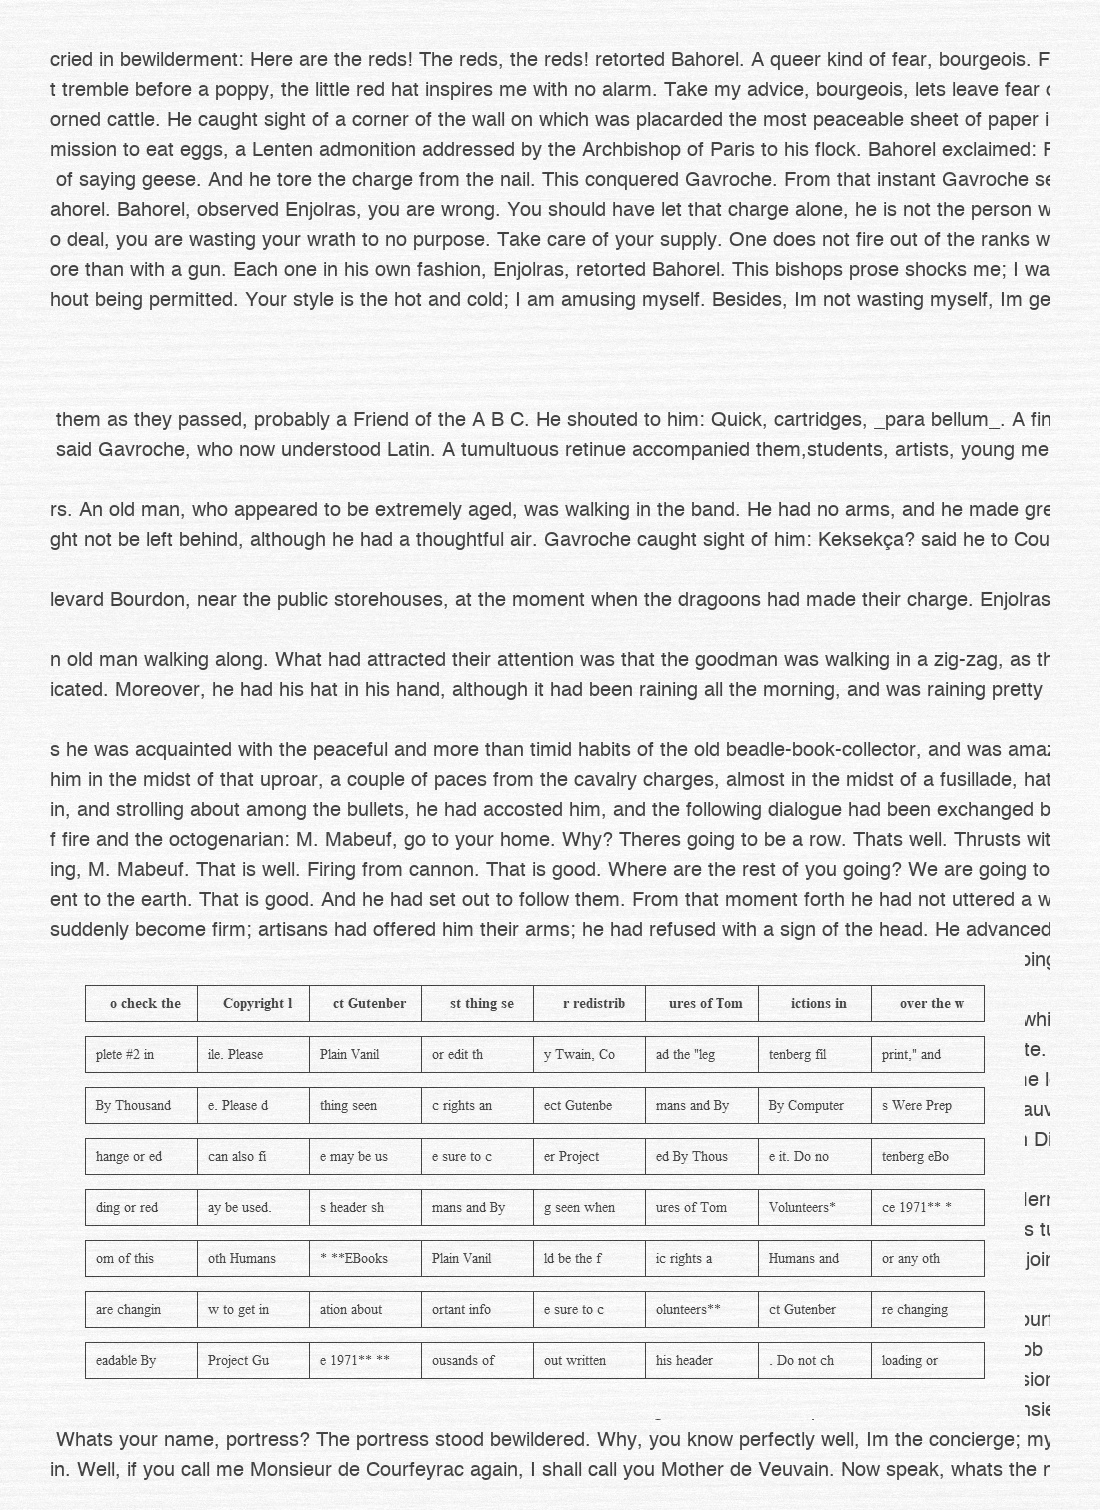 cried in bewilderment: Here are the reds! The reds, the reds! retorted Bahorel. A queer kind of fear, bourgeois. F
t tremble before a poppy, the little red hat inspires me with no alarm. Take my advice, bourgeois, lets leave fear
orned cattle. He caught sight of a corner of the wall on which was placarded the most peaceable sheet of paper i
mission to eat eggs, a Lenten admonition addressed by the Archbishop of Paris to his flock. Bahorel exclaimed:
of saying geese. And he tore the charge from the nail. This conquered Gavroche. From that instant Gavroche se
ahorel. Bahorel, observed Enjolras, you are wrong. You should have let that charge alone, he is not the person w
o deal, you are wasting your wrath to no purpose. Take care of your supply. One does not fire out of the ranks w
ore than with a gun. Each one in his own fashion, Enjolras, retorted Bahorel. This bishops prose shocks me; I wa
hout being permitted. Your style is the hot and cold; I am amusing myself. Besides, Im not wasting myself, Im ge
them as they passed, probably a Friend of the A B C. He shouted to him: Quick, cartridges, _para bellum_. A fin
said Gavroche, who now understood Latin. A tumultuous retinue accompanied them,students, artists, young me
rs. An old man, who appeared to be extremely aged, was walking in the band. He had no arms, and he made gre
ght not be left behind, although he had a thoughtful air. Gavroche caught sight of him: Keksekça? said he to Cou
levard Bourdon, near the public storehouses, at the moment when the dragoons had made their charge. Enjolras
n old man walking along. What had attracted their attention was that the goodman was walking in a zig-zag, as th
icated. Moreover, he had his hat in his hand, although it had been raining all the morning, and was raining pretty
s he was acquainted with the peaceful and more than timid habits of the old beadle-book-collector, and was amaz
him in the midst of that uproar, a couple of paces from the cavalry charges, almost in the midst of a fusillade, hat
in, and strolling about among the bullets, he had accosted him, and the following dialogue had been exchanged b
f fire and the octogenarian: M. Mabeuf, go to your home. Why? Theres going to be a row. Thats well. Thrusts wit
ing, M. Mabeuf. That is well. Firing from cannon. That is good. Where are the rest of you going? We are going to
ent to the earth. That is good. And he had set out to follow them. From that moment forth he had not uttered a w
suddenly become firm; artisans had offered him their arms; he had refused with a sign of the head. He advanced
o check the Copyright l ct Gutenber st thing se r redistrib ures of Tom ictions in over the w
plete #2 in ile. Please Plain Vanil or edit th y Twain, Co ad the "leg tenberg fil print," and
By Thousand e. Please d thing seen c rights an ect Gutenbe mans and By By Computer s Were Prep
hange or ed can also fi e may be us e sure to c er Project ed By Thous e it. Do no tenberg eBo
ding or red ay be used. s header sh mans and By g seen when ures of Tom Volunteers* ce 1971** *
om of this oth Humans * **EBooks Plain Vanil ld be the f ic rights a Humans and or any oth
are changin w to get in ation about ortant info e sure to c olunteers** ct Gutenber re changing
eadable By Project Gu e 1971** ** ousands of out written his header . Do not ch loading or
Whats your name, portress? The portress stood bewildered. Why, you know perfectly well, Im the concierge; my
in. Well, if you call me Monsieur de Courfeyrac again, I shall call you Mother de Veuvain. Now speak, whats the